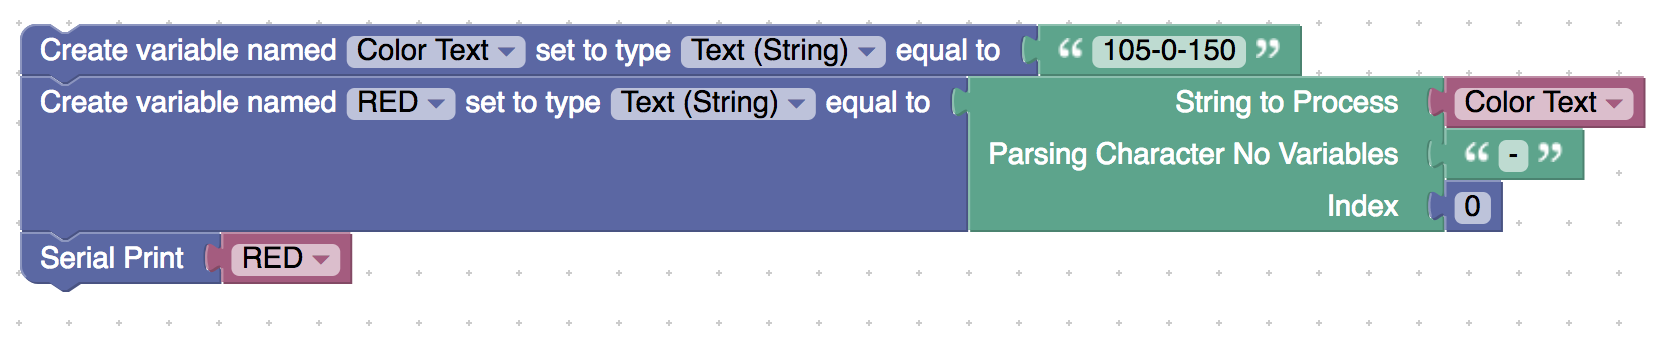 Create variable named Color Text set to type Text (String) equal to “ 105-0-150 ”
Create variable named RED set to type Text (String) equal to String to Process Color Text
Parsing Character No Variables “ - ”
Index 0
Serial Print RED